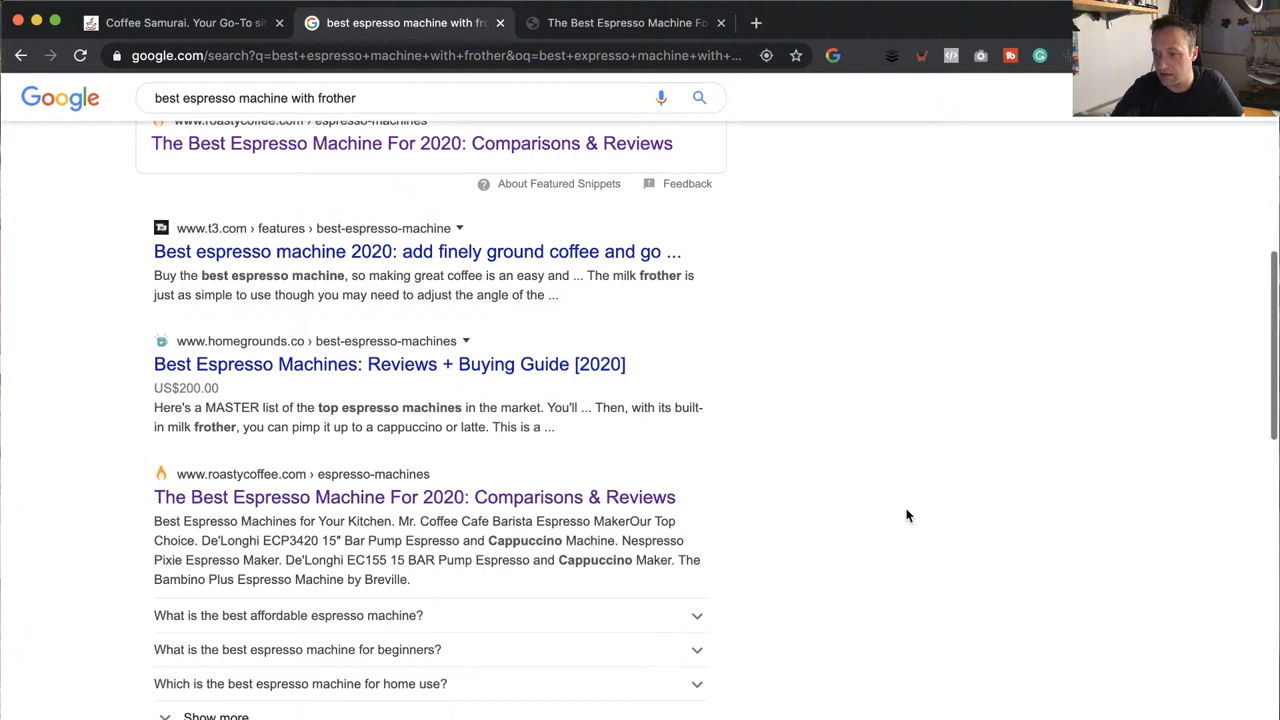 Coffee Samurai. Your Go-To si
best espresso machine with fro
The Best Espresso Machine Fo
google.com/search?q=best+espresso+machine+with+frother&oq=best+expresso+machine+with+...
Google
best espresso machine with frother
www.roastycoffee.com › espresso-machines
The Best Espresso Machine For 2020: Comparisons & Reviews
About Featured Snippets
Feedback
www.t3.com › features › best-espresso-machine
Best espresso machine 2020: add finely ground coffee and go ...
Buy the best espresso machine, so making great coffee is an easy and ... The milk frother is
just as simple to use though you may need to adjust the angle of the ...
www.homegrounds.co › best-espresso-machines
Best Espresso Machines: Reviews + Buying Guide [2020]
US$200.00
Here's a MASTER list of the top espresso machines in the market. You'll ... Then, with its built-
in milk frother, you can pimp it up to a cappuccino or latte. This is a ...
www.roastycoffee.com › espresso-machines
The Best Espresso Machine For 2020: Comparisons & Reviews
Best Espresso Machines for Your Kitchen. Mr. Coffee Cafe Barista Espresso MakerOur Top
Choice. De'Longhi ECP3420 15″ Bar Pump Espresso and Cappuccino Machine. Nespresso
Pixie Espresso Maker. De'Longhi EC155 15 BAR Pump Espresso and Cappuccino Maker. The
Bambino Plus Espresso Machine by Breville.
What is the best affordable espresso machine?
What is the best espresso machine for beginners?
Which is the best espresso machine for home use?
Show more